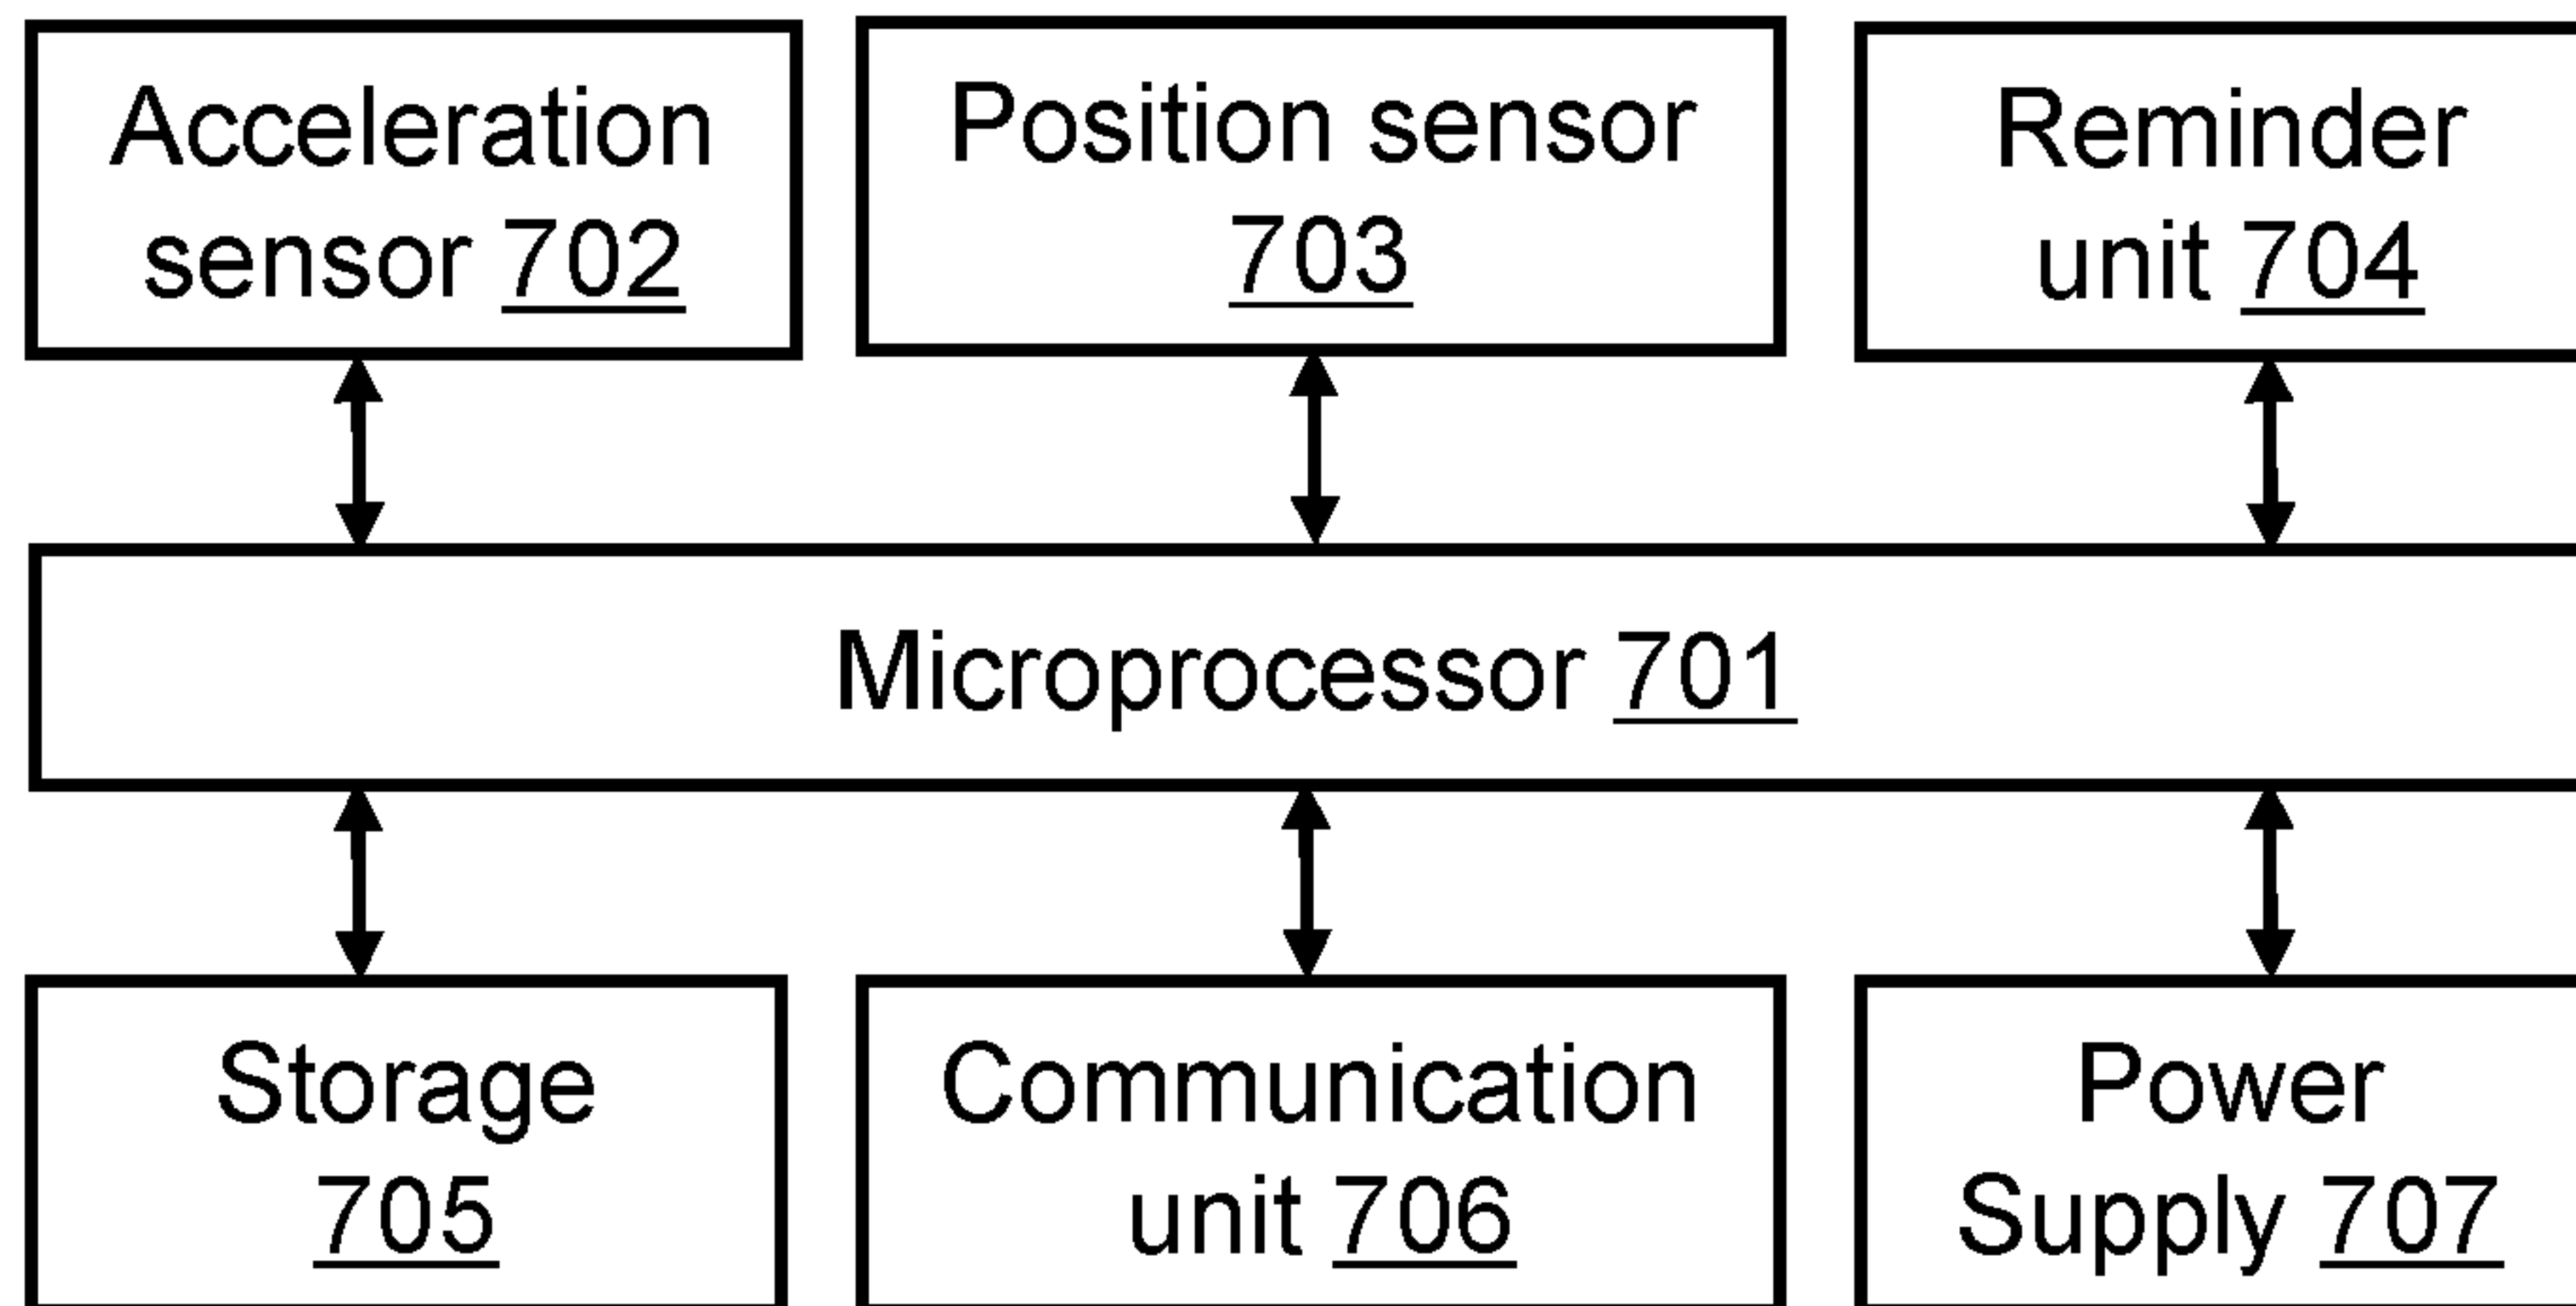 Acceleration
sensor 702
Position sensor
703
Reminder
unit 704
Microprocessor 701
Storage
705
Communication
unit 706
Power
Supply 707